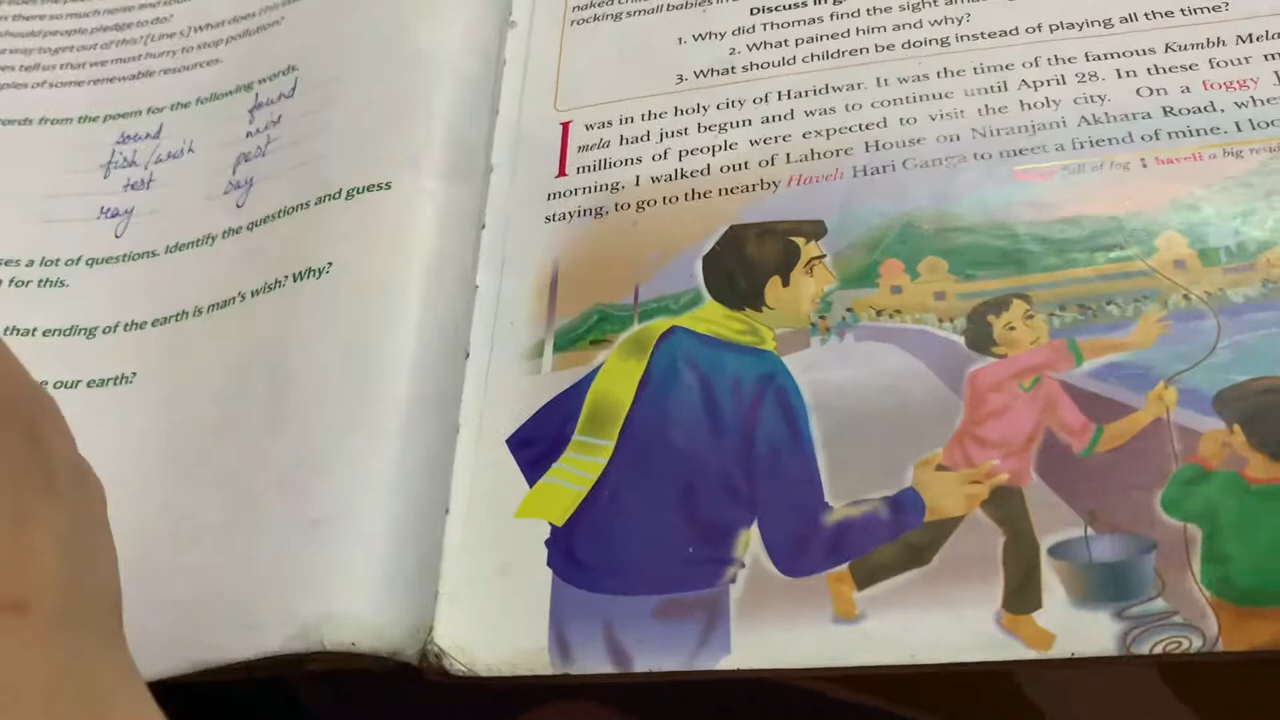 there so much noise and
should people pledge to do?
way to get out of this? [Line 5] What does this
es tell us that we must hurry to stop pollution?
ples of some renewable resources.
ords from the poem for the following words.
sound found
fish/wish mist
test pest
ray say
ses a lot of questions. Identify the questions and guess
for this.
that ending of the earth is man's wish? Why?
e our earth?
naked
rocking small babies in
Discuss in
1. Why did Thomas find the sight
2. What pained him and why?
3. What should children be doing instead of playing all the time?
I was in the holy city of Haridwar. It was the time of the famous Kumbh Mela
mela had just begun and was to continue until April 28. In these four
millions of people were expected to visit the holy city. On a foggy J
morning, I walked out of Lahore House on Niranjani Akhara Road, whe
staying, to go to the nearby Haveli Hari Ganga to meet a friend of mine. I loc
full of fog haveli a big resid